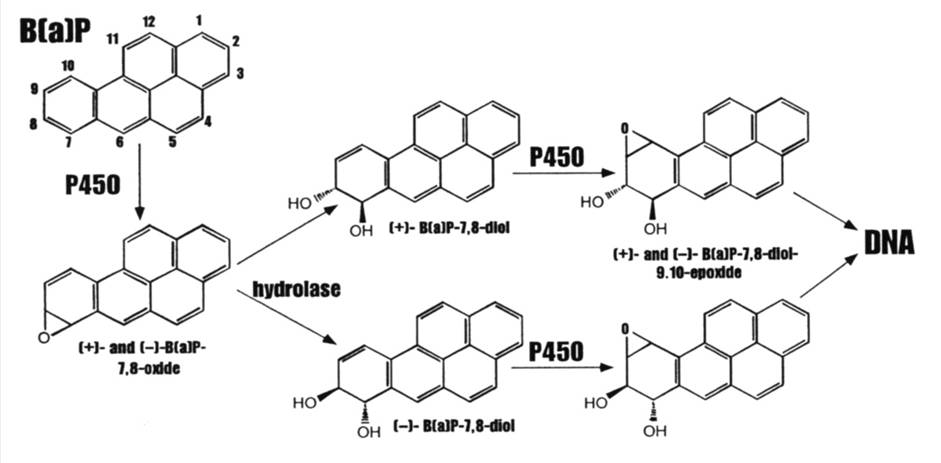 B(a)P
12
1
11
2
10
3
9
8
4
7
6
5
P450
O
(+)- and (–)-B(a)P-
7,8-oxide
hydrolase
HO
OH
(+)- B(a)P-7,8-diol
P450
HO
OH
(–)- B(a)P-7,8-diol
P450
O
HO
OH
(+)- and (–)- B(a)P-7,8-diol-
9.10-epoxide
O
HO
OH
DNA